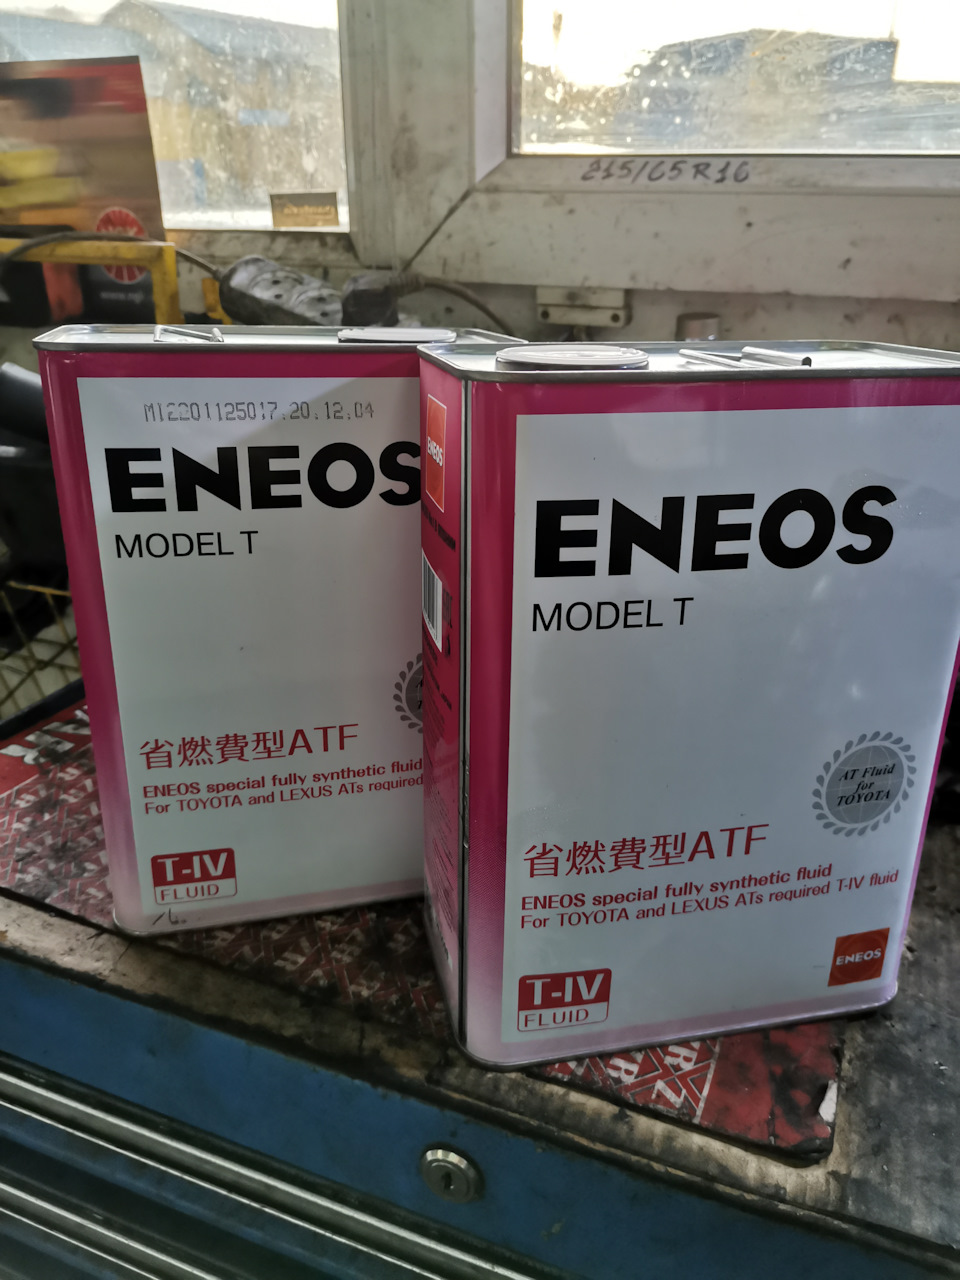 215/65R16
MI2201125017.20.12.04
ENEOS
MODEL T
省燃費型ATF
ENEOS special fully synthetic fluid
For TOYOTA and LEXUS ATs required
T-IV
FLUID
ENEOS
ENEOS
MODEL T
AT Fluid
for
TOYOTA
省燃費型ATF
ENEOS special fully synthetic fluid
For TOYOTA and LEXUS ATs required T-IV fluid
ENEOS
T-IV
FLUID